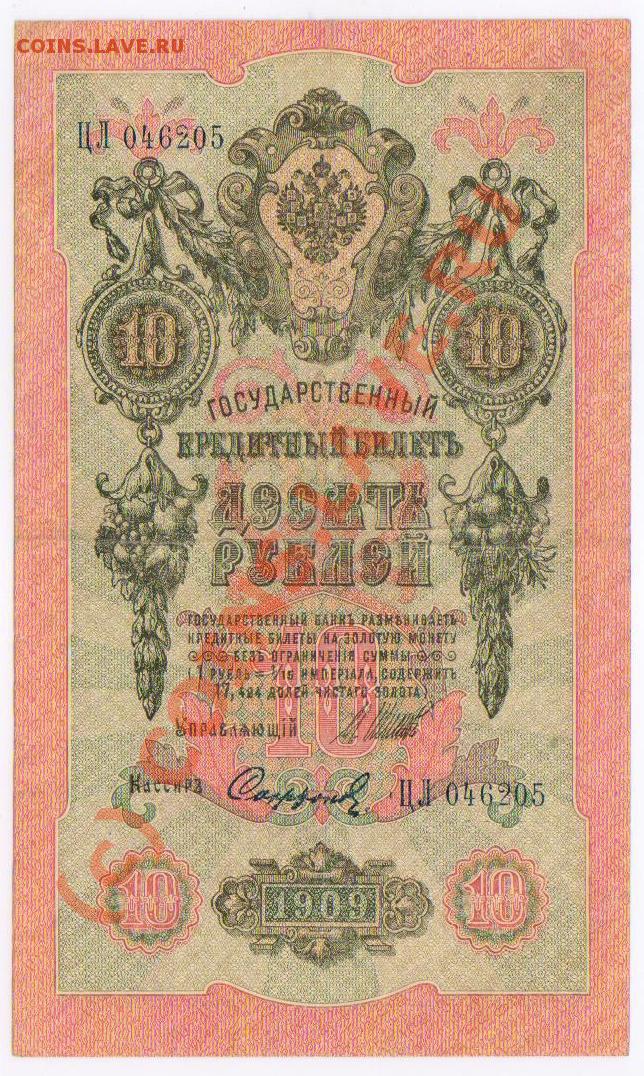 COINS.LAVE.RU
ЦЛ 046205
10 10
ГОСУДАРСТВЕННЫЙ
КРЕДИТНЫЙ БИЛЕТЪ
ДЕСЯТЬ
РУБЛЕЙ
ГОСУДАРСТВЕННЫЙ БАНКЪ РАЗМѢНИВАЕТЪ
КРЕДИТНЫЕ БИЛЕТЫ НА ЗОЛОТУЮ МОНЕТУ
БЕЗЪ ОГРАНИЧЕНІЯ СУММЫ
(1 РУБЛЬ = 1/15 ИМПЕРІАЛА, СОДЕРЖИТЪ
17,424 ДОЛЕЙ ЧИСТАГО ЗОЛОТА)
10
Управляющій
Кассиръ
ЦЛ 046205
10 1909 10